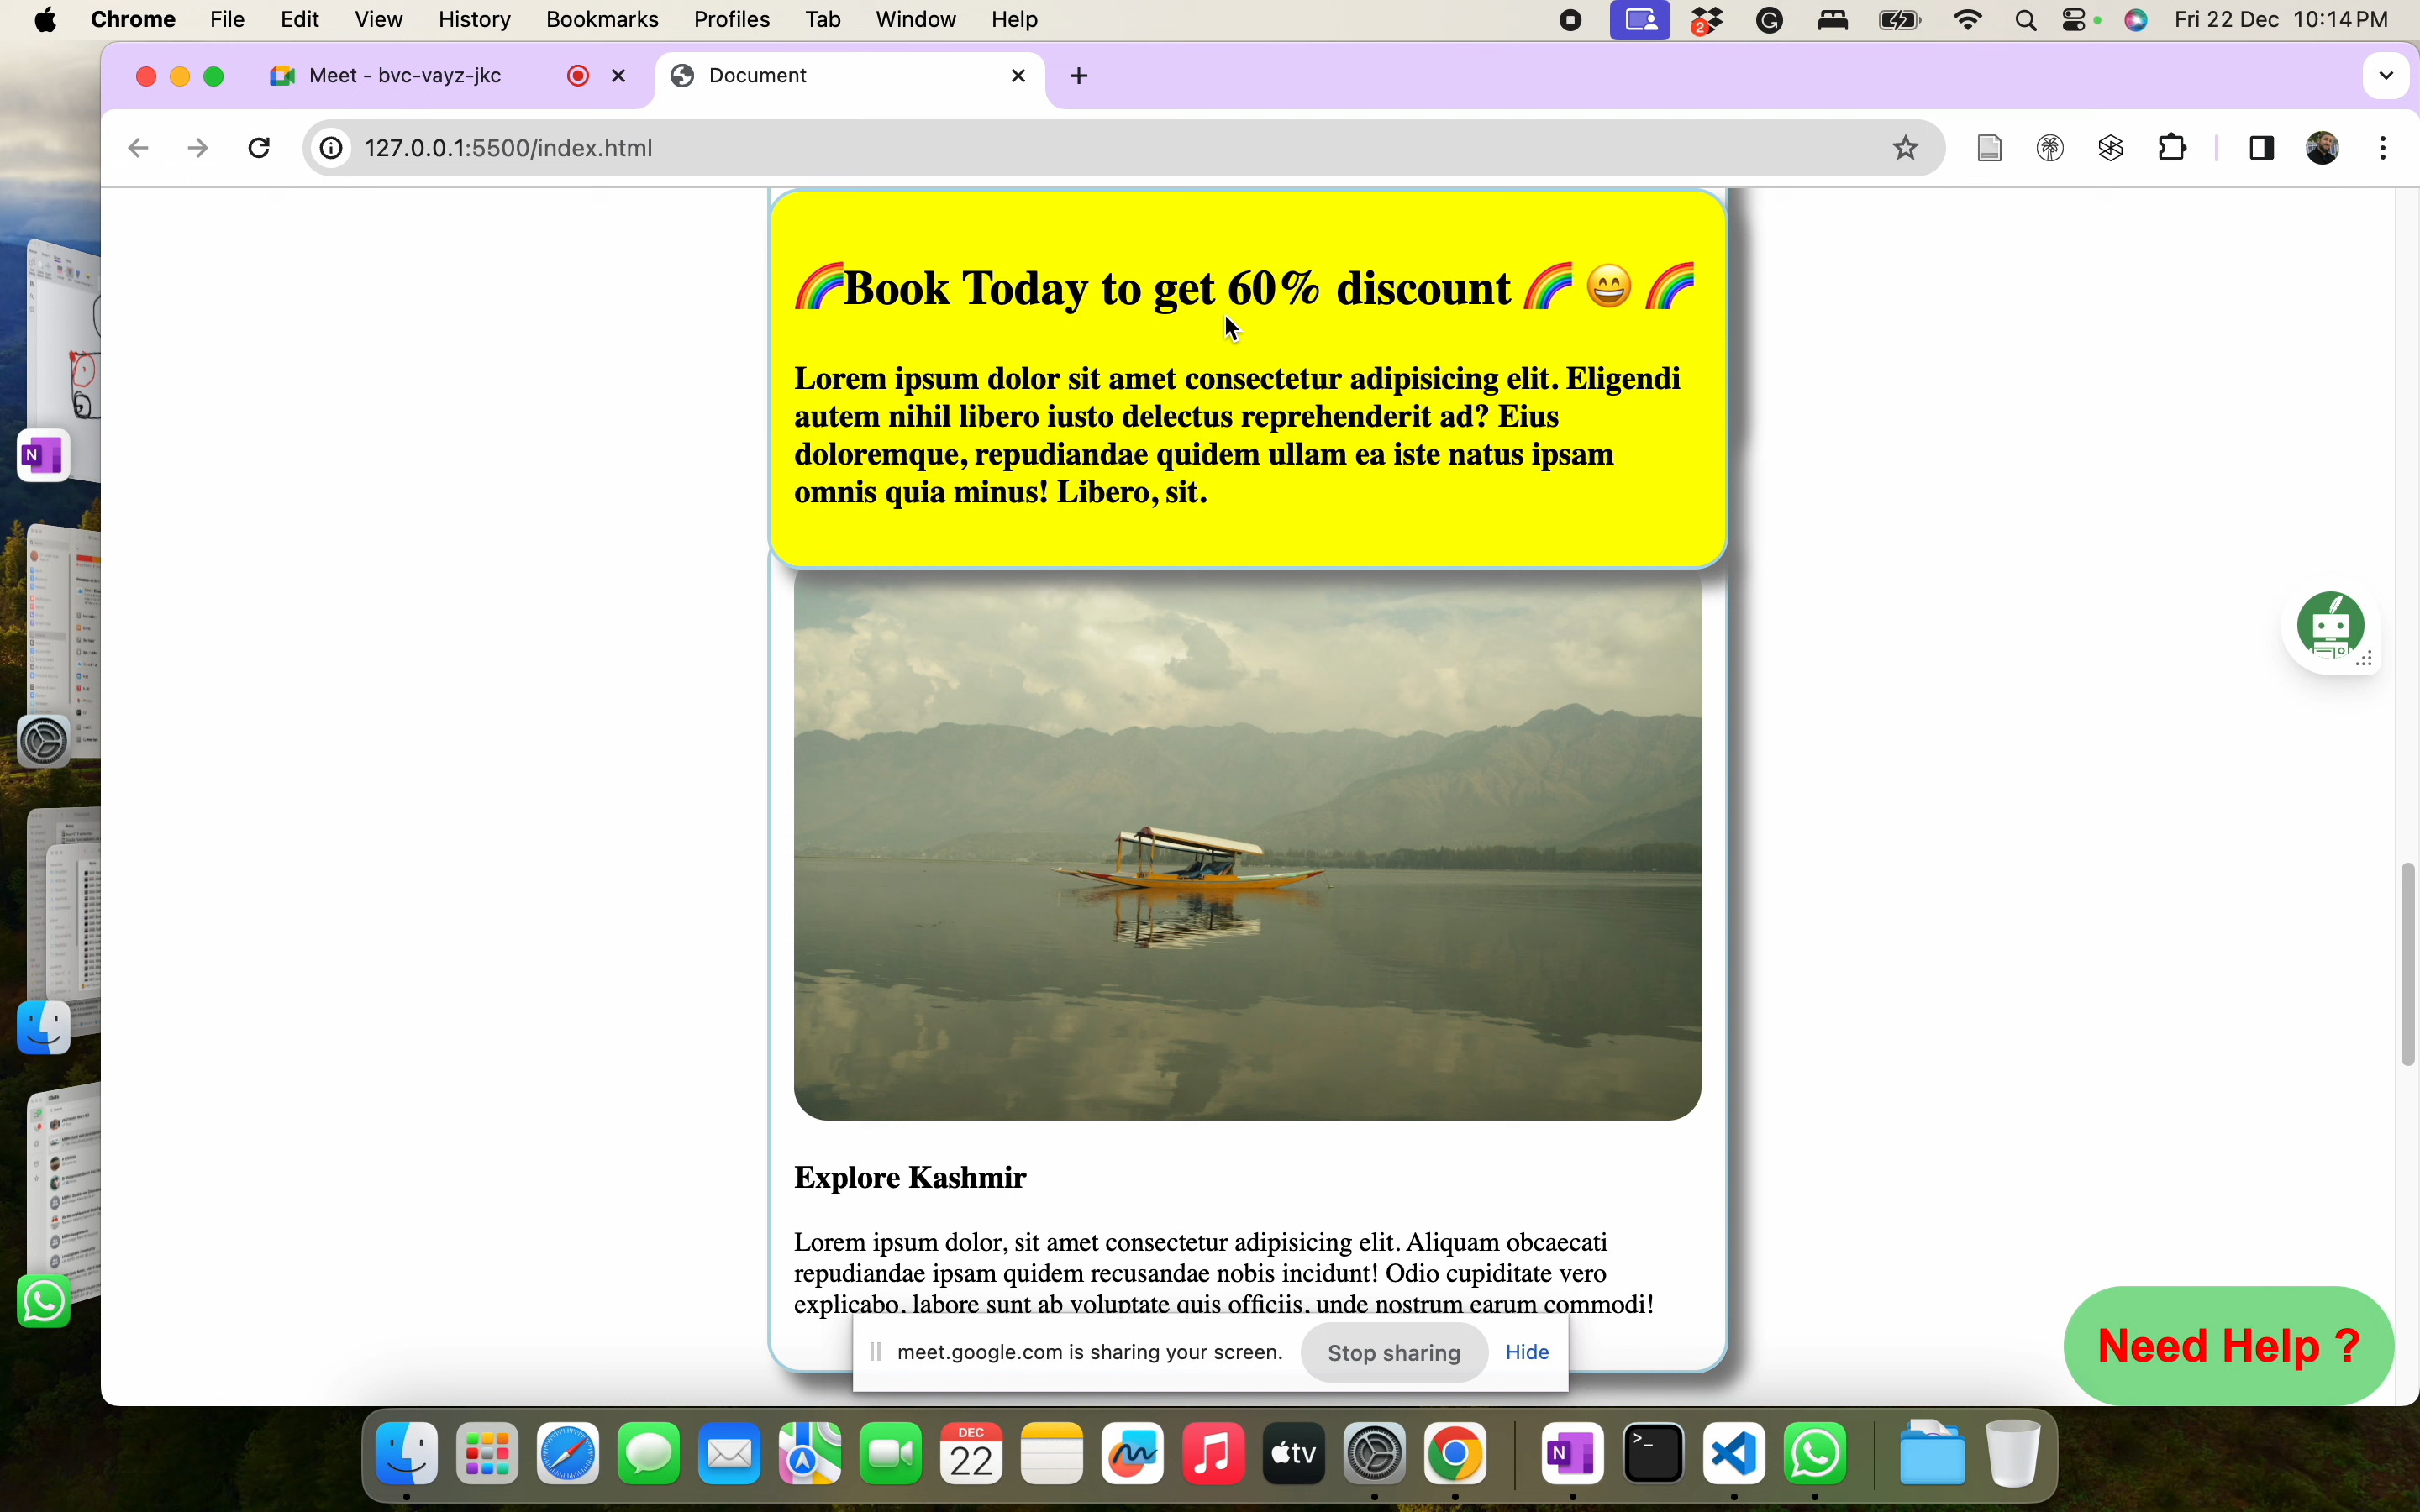 Chrome File Edit View History Bookmarks Profiles Tab Window Help
2
G
Fri 22 Dec 10:14 PM
Meet - bvc-vayz-jkc
Document
127.0.0.1:5500/index.html
🌈Book Today to get 60% discount 🌈 😄 🌈
Lorem ipsum dolor sit amet consectetur adipisicing elit. Eligendi
autem nihil libero iusto delectus reprehenderit ad? Eius
doloremque, repudiandae quidem ullam ea iste natus ipsam
omnis quia minus! Libero, sit.
N
Explore Kashmir
Lorem ipsum dolor, sit amet consectetur adipisicing elit. Aliquam obcaecati
repudiandae ipsam quidem recusandae nobis incidunt! Odio cupiditate vero
explicabo, labore sunt ab voluptate quis officiis, unde nostrum earum commodi!
meet.google.com is sharing your screen. Stop sharing Hide
Need Help ?
DEC
22
tv
N
>_